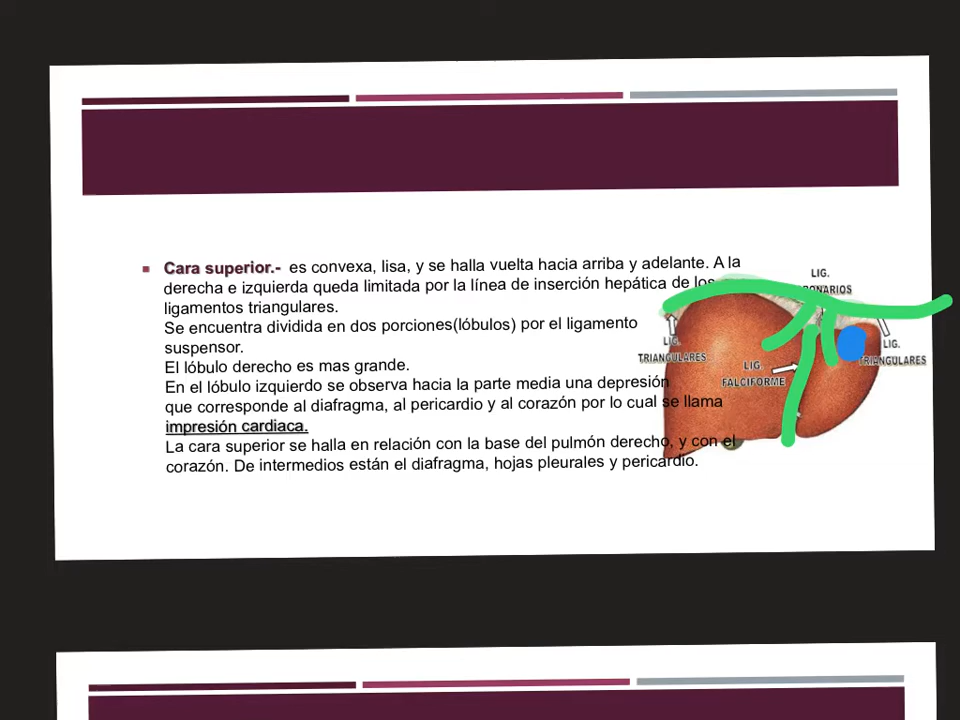 Cara superior.- es convexa, lisa, y se halla vuelta hacia arriba y adelante. A la
derecha e izquierda queda limitada por la línea de inserción hepática de los
ligamentos triangulares.
Se encuentra dividida en dos porciones(lóbulos) por el ligamento
suspensor.
El lóbulo derecho es mas grande.
En el lóbulo izquierdo se observa hacia la parte media una depresión
que corresponde al diafragma, al pericardio y al corazón por lo cual se llama
impresión cardiaca.
La cara superior se halla en relación con la base del pulmón derecho, y con el
corazón. De intermedios están el diafragma, hojas pleurales y pericardio.
LIG.
LIG.
TRIANGULARES
LIG.
FALCIFORME
LIG.
TRIANGULARES